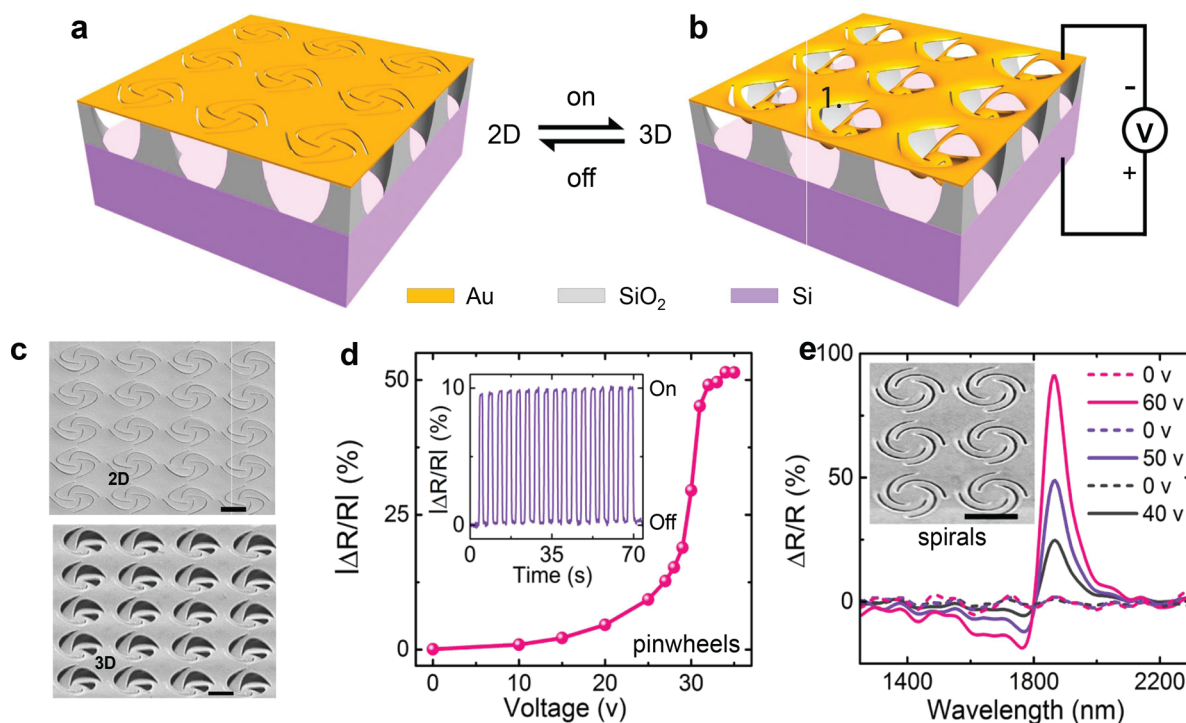 a
b
1.
on
2D
3D
off
-
V
+
Au
SiO₂
Si
c
2D
3D
d
|ΔR/R| (%)
50
25
0
|ΔR/R| (%)
10
0
On
Off
0
35
70
Time (s)
pinwheels
0
10
20
30
Voltage (v)
e
ΔR/R (%)
100
50
0
spirals
0 v
60 v
0 v
50 v
0 v
40 v
1400
1800
2200
Wavelength (nm)